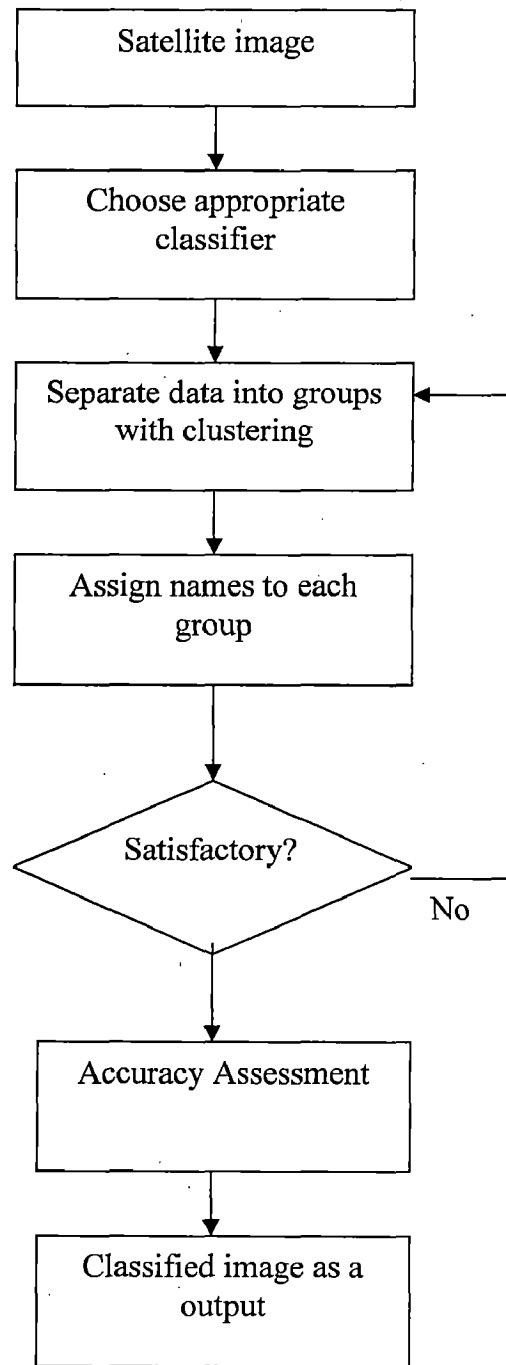 Satellite image
Choose appropriate
classifier
Separate data into groups
with clustering
Assign names to each
group
Satisfactory?
No
Accuracy Assessment
Classified image as a
output